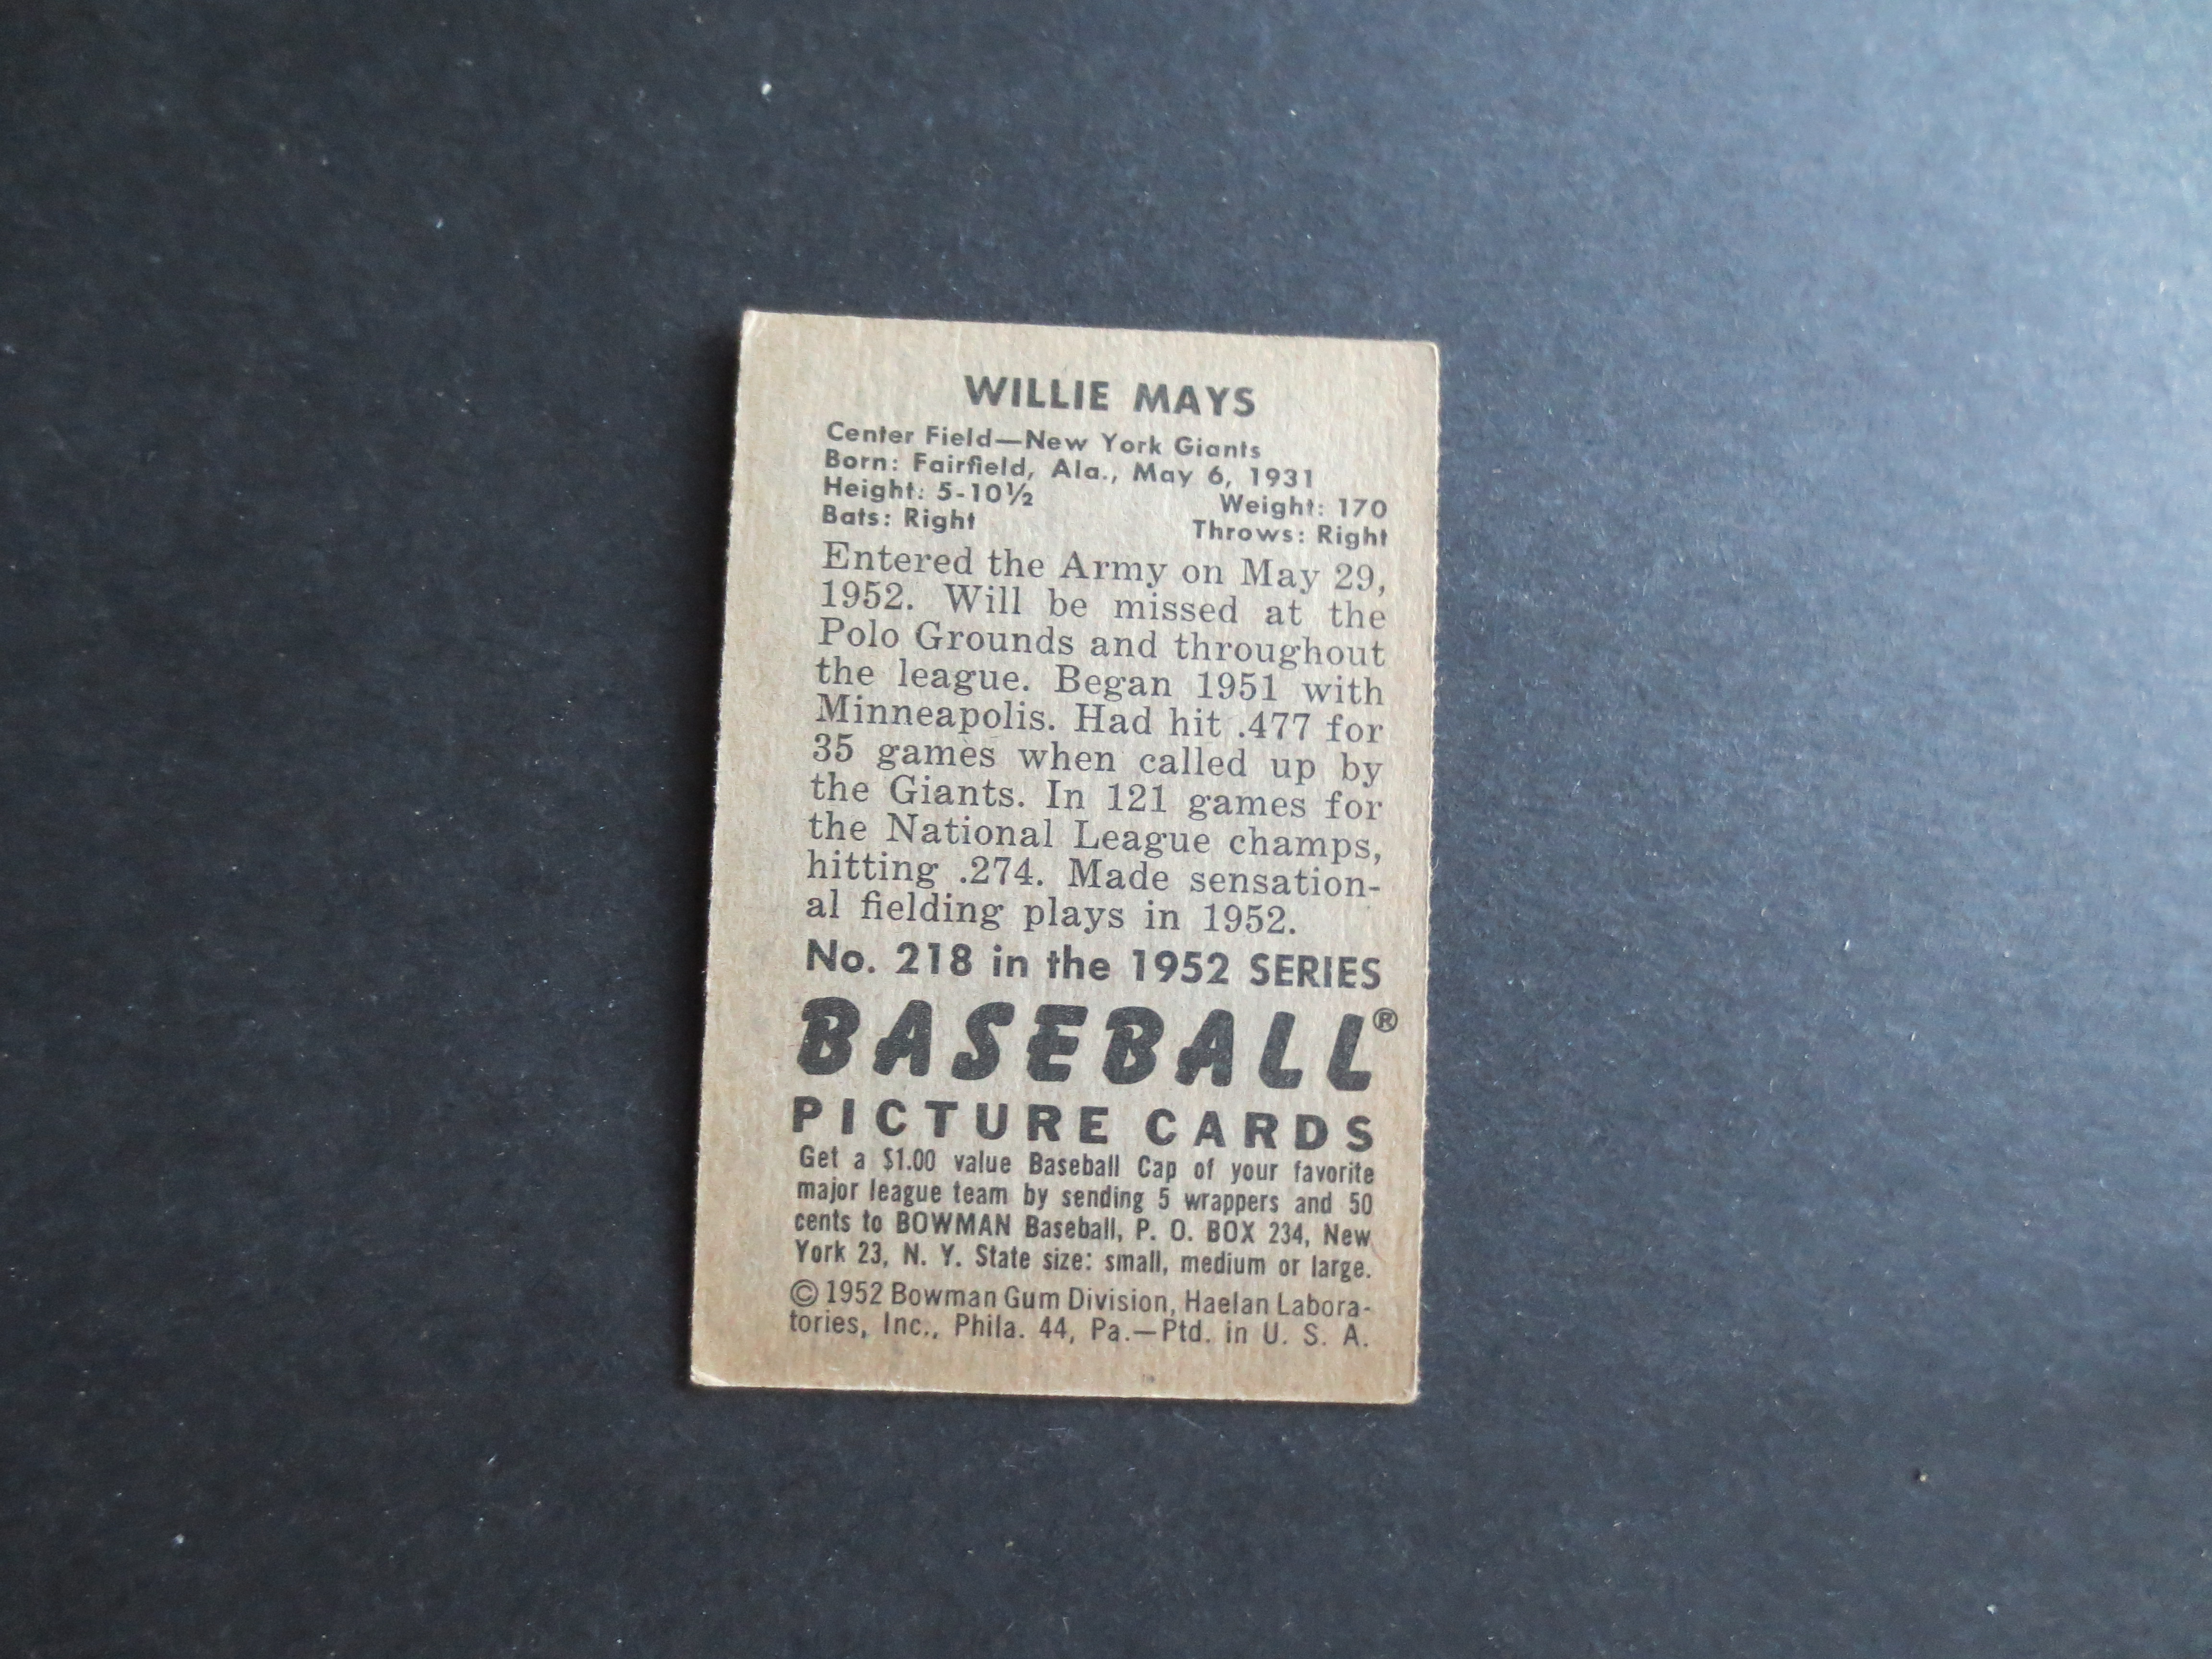 WILLIE MAYS
Center Field—New York Giants
Born: Fairfield, Ala., May 6, 1931
Height: 5-10½ Weight: 170
Bats: Right Throws: Right
Entered the Army on May 29,
1952. Will be missed at the
Polo Grounds and throughout
the league. Began 1951 with
Minneapolis. Had hit .477 for
35 games when called up by
the Giants. In 121 games for
the National League champs,
hitting .274. Made sensation-
al fielding plays in 1952.
No. 218 in the 1952 SERIES
BASEBALL®
PICTURE CARDS
Get a $1.00 value Baseball Cap of your favorite
major league team by sending 5 wrappers and 50
cents to BOWMAN Baseball, P. O. BOX 234, New
York 23, N. Y. State size: small, medium or large.
© 1952 Bowman Gum Division, Haelan Labora-
tories, Inc., Phila. 44, Pa.—Ptd. in U. S. A.